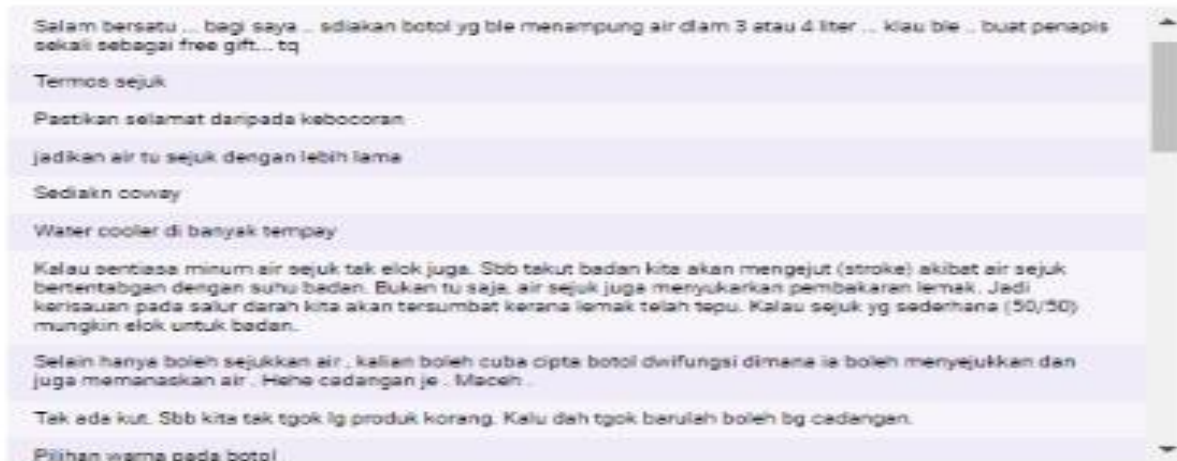 Salam bersatu ... bagi saya .. sdiakan botol yg ble menampung air dlam 3 atau 4 liter ... klau ble .. buat penapis
sekali sebagai free gift... tq
Termos sejuk
Pastikan selamat daripada kebocoran
jadikan air tu sejuk dengan lebih lama
Sediakn coway
Water cooler di banyak tempay
Kalau sentiasa minum air sejuk tak elok juga. Sbb takut badan kita akan mengejut (stroke) akibat air sejuk
bertentabgan dengan suhu badan. Bukan tu saja, air sejuk juga menyukarkan pembakaran lemak. Jadi
kerisauan pada salur darah kita akan tersumbat kerana lemak telah tepu. Kalau sejuk yg sederhana (50/50)
mungkin elok untuk badan.
Selain hanya boleh sejukkan air , kalian boleh cuba cipta botol dwifungsi dimana ia boleh menyejukkan dan
juga memanaskan air . Hehe cadangan je . Maceh .
Tak ada kut. Sbb kita tak tgok lg produk korang. Kalu dah tgok barulah boleh bg cadangan.
Pilihan warna pada botol